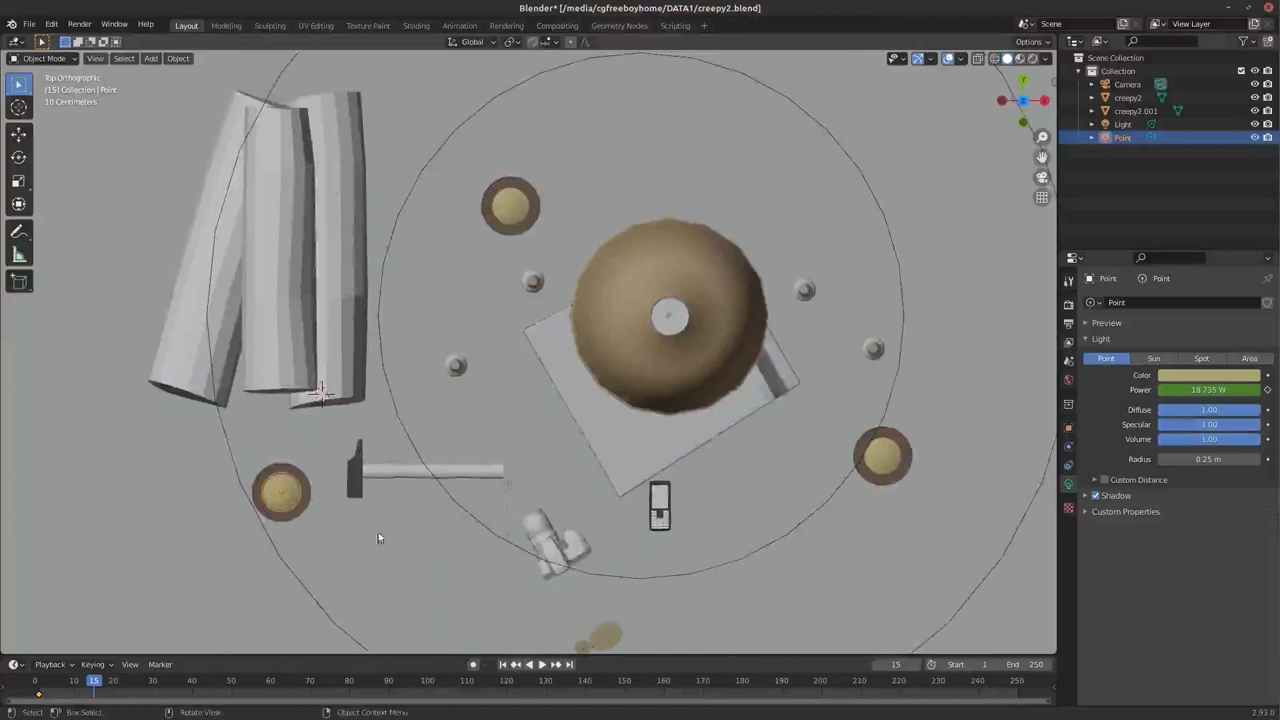 Blender* [/media/cgfreeboyhome/DATA1/creepy2.blend]
File Edit Render Window Help Layout Modeling Sculpting UV Editing Texture Paint Shading Animation Rendering Compositing Geometry Nodes Scripting Scene View Layer
Global Options
Object Mode View Select Add Object
Top Orthographic
(15) Collection | Point
10 Centimeters
Y
X
Z
Scene Collection
Collection
Camera
creepy2
creepy2.001
Light
Point
Point Point
Point
Preview
Light
Point Sun Spot Area
Color
Power 18.735 W
Diffuse 1.00
Specular 1.00
Volume 1.00
Radius 0.25 m
Custom Distance
Shadow
Custom Properties
Playback Keying View Marker 15 Start 1 End 250
0 10 15 20 30 40 50 60 70 80 90 100 110 120 130 140 150 160 170 180 190 200 210 220 230 240 250
Select Box Select Rotate View Object Context Menu 2.93.0